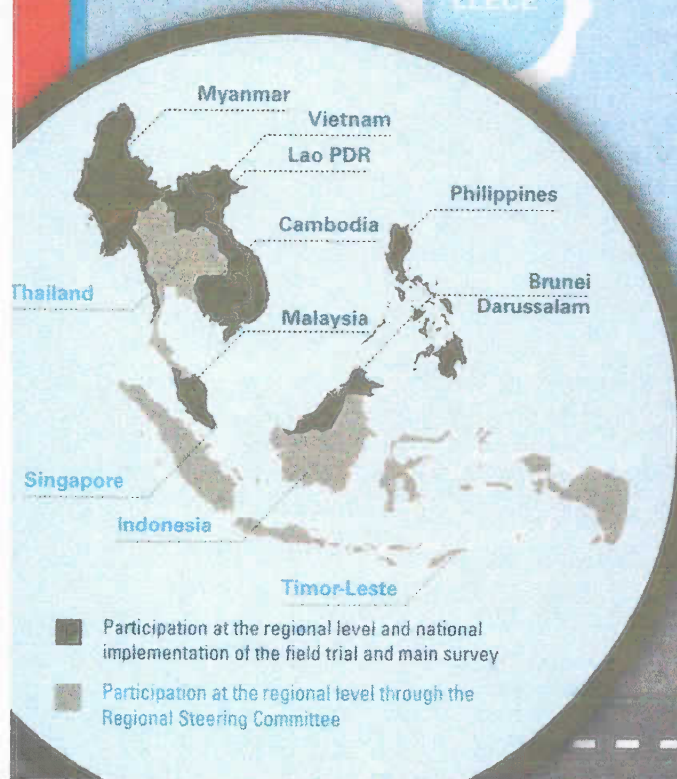 LLECE
Myanmar
Vietnam
Lao PDR
Philippines
Cambodia
Thailand
Brunei
Darussalam
Malaysia
Singapore
Indonesia
Timor-Leste
Participation at the regional level and national
implementation of the field trial and main survey
Participation at the regional level through the
Regional Steering Committee